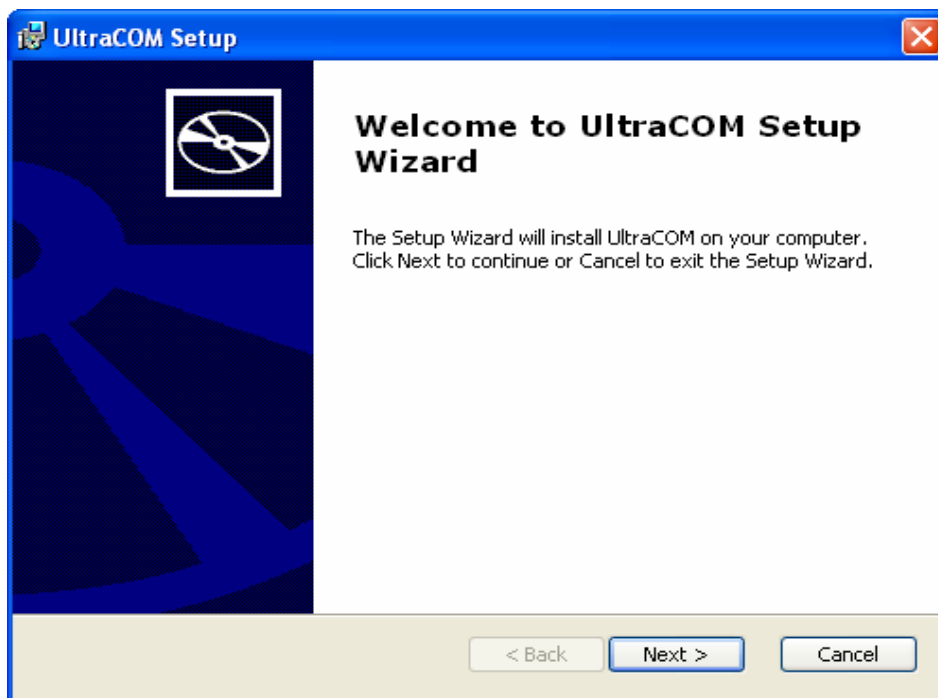 UltraCOM Setup
Welcome to UltraCOM Setup
Wizard
The Setup Wizard will install UltraCOM on your computer.
Click Next to continue or Cancel to exit the Setup Wizard.
< Back
Next >
Cancel